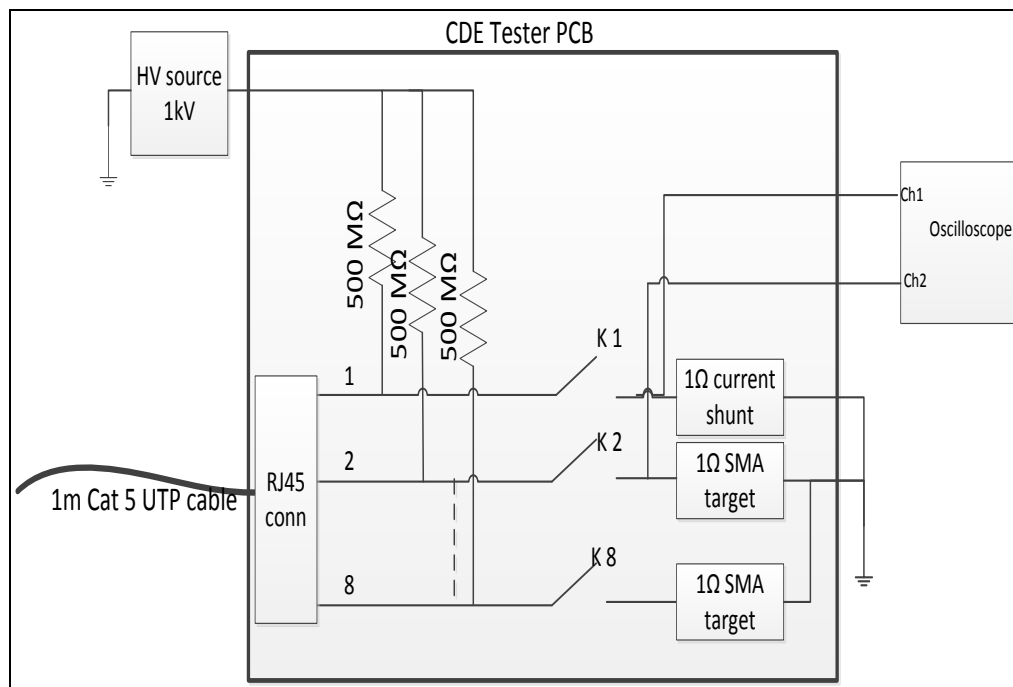 CDE Tester PCB
HV source
1kV
500 MΩ
500 MΩ
500 MΩ
Ch1
Oscilloscope
Ch2
K 1
1
1Ω current
shunt
K 2
2
1Ω SMA
target
RJ45
conn
1m Cat 5 UTP cable
K 8
8
1Ω SMA
target